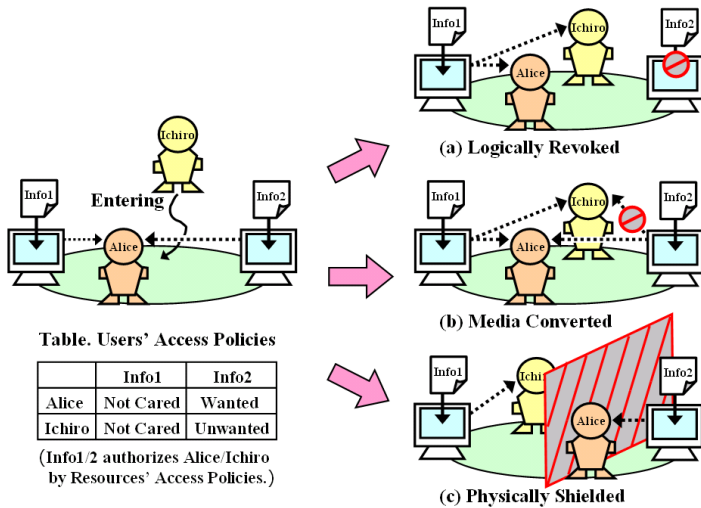 Ichiro
Entering
Info1
Info2
Alice
Table. Users' Access Policies
Info1 Info2
Alice Not Cared Wanted
Ichiro Not Cared Unwanted
(Info1/2 authorizes Alice/Ichiro
by Resources' Access Policies.)
Info1
Ichiro
Info2
Alice
(a) Logically Revoked
Info1
Ichiro
Info2
Alice
(b) Media Converted
Info1
Ichiro
Info2
Alice
(c) Physically Shielded